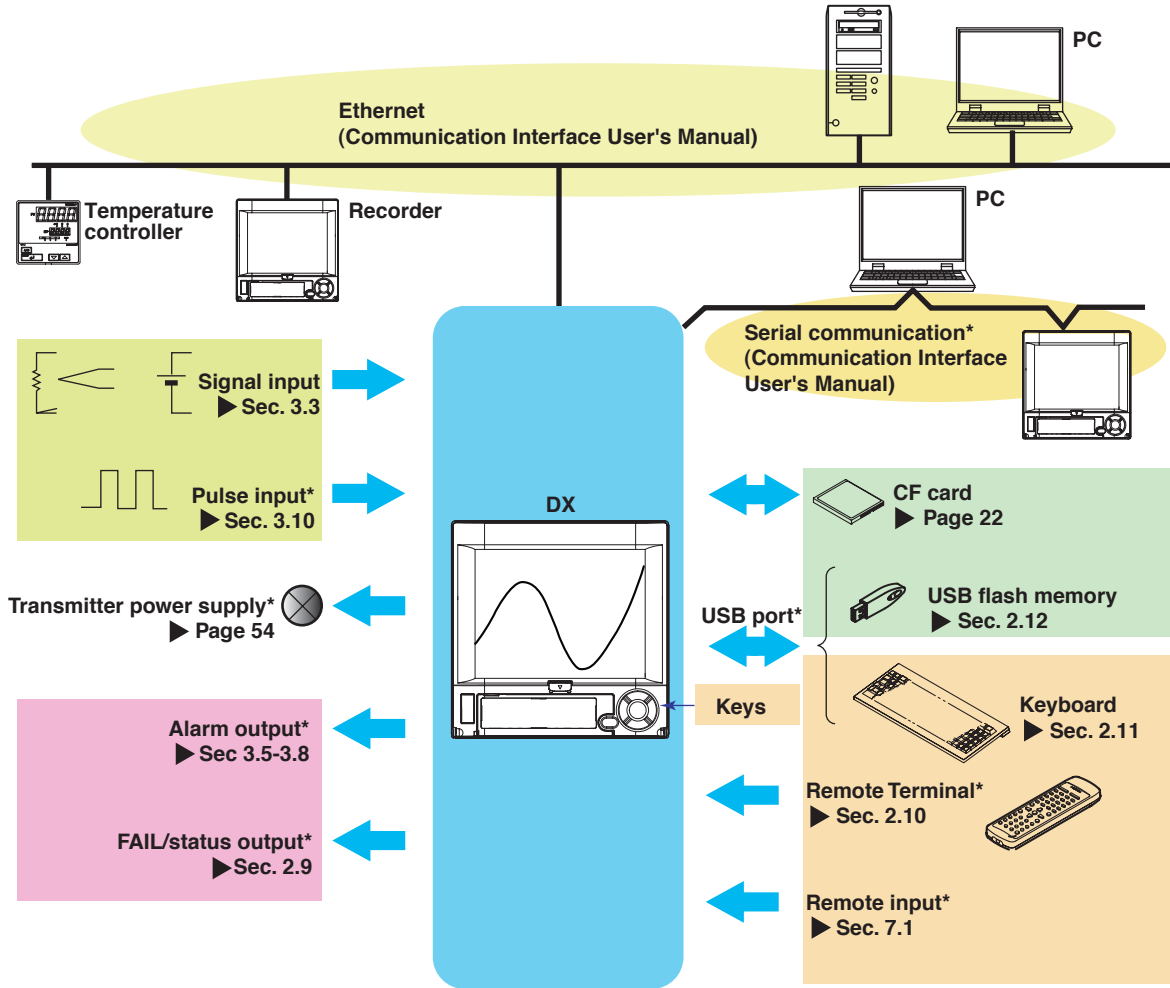 PC
Ethernet
(Communication Interface User's Manual)
Temperature
controller
Recorder
PC
Serial communication*
(Communication Interface
User's Manual)
Signal input
▶ Sec. 3.3
Pulse input*
▶ Sec. 3.10
DX
CF card
▶ Page 22
Transmitter power supply*
▶ Page 54
USB port*
USB flash memory
▶ Sec. 2.12
Keys
Keyboard
▶ Sec. 2.11
Alarm output*
▶ Sec 3.5-3.8
Remote Terminal*
▶ Sec. 2.10
FAIL/status output*
▶Sec. 2.9
Remote input*
▶ Sec. 7.1